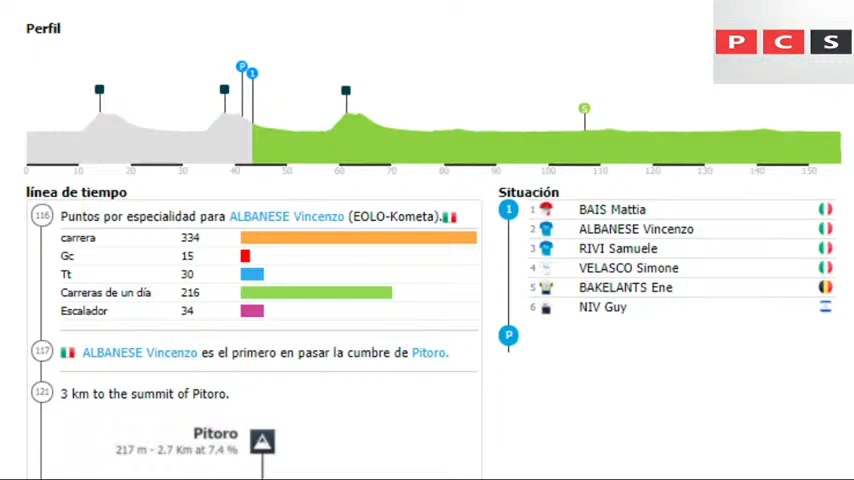 Perfil
P C S
P
1
S
0 10 20 30 40 50 60 70 80 90 100 110 120 130 140 150
línea de tiempo
116 Puntos por especialidad para ALBANESE Vincenzo (EOLO-Kometa).
carrera 334
Gc 15
Tt 30
Carreras de un día 216
Escalador 34
117 ALBANESE Vincenzo es el primero en pasar la cumbre de Pitoro.
121 3 km to the summit of Pitoro.
Pitoro
217 m - 2.7 Km at 7.4 %
Situación
1
1 BAIS Mattia
2 ALBANESE Vincenzo
3 RIVI Samuele
4 VELASCO Simone
5 BAKELANTS Ene
6 NIV Guy
P